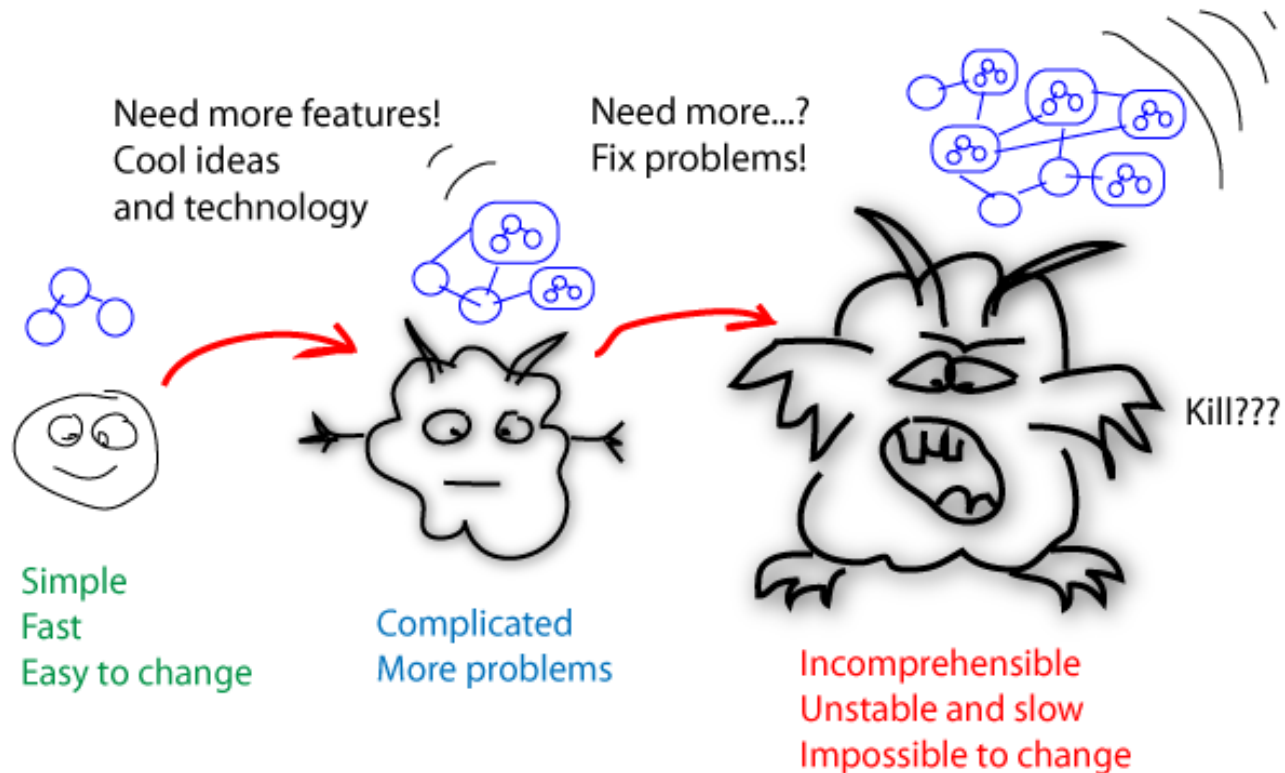 Need more features!
Cool ideas
and technology
Need more...?
Fix problems!
Kill???
Simple
Fast
Easy to change
Complicated
More problems
Incomprehensible
Unstable and slow
Impossible to change